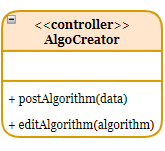 <<controller>>
AlgoCreator
+ postAlgorithm(data)
+ editAlgorithm(algorithm)